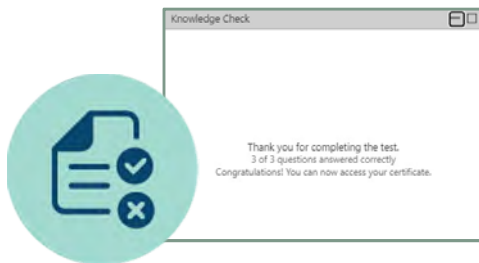 Knowledge Check
Thank you for completing the test.
3 of 3 questions answered correctly
Congratulations! You can now access your certificate.